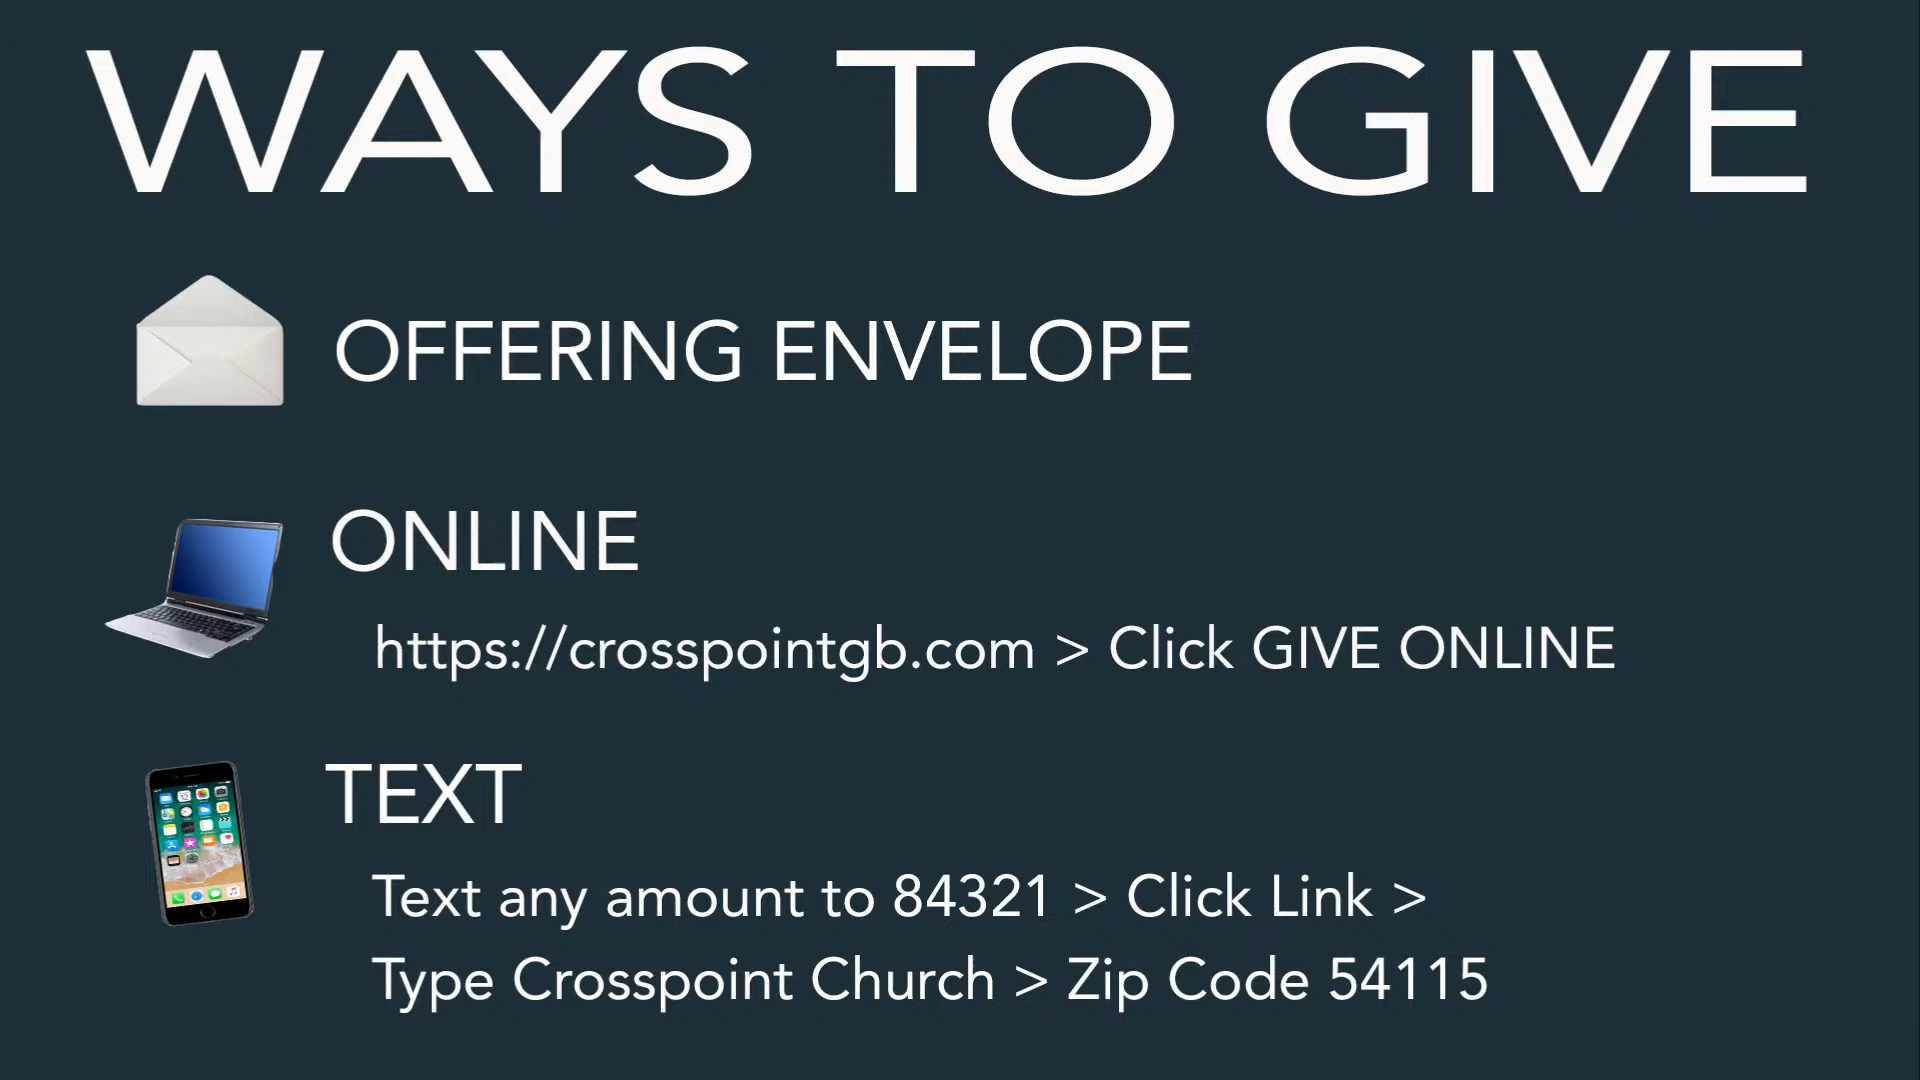 WAYS TO GIVE
OFFERING ENVELOPE
ONLINE
https://crosspointgb.com > Click GIVE ONLINE
TEXT
Text any amount to 84321 > Click Link >
Type Crosspoint Church > Zip Code 54115